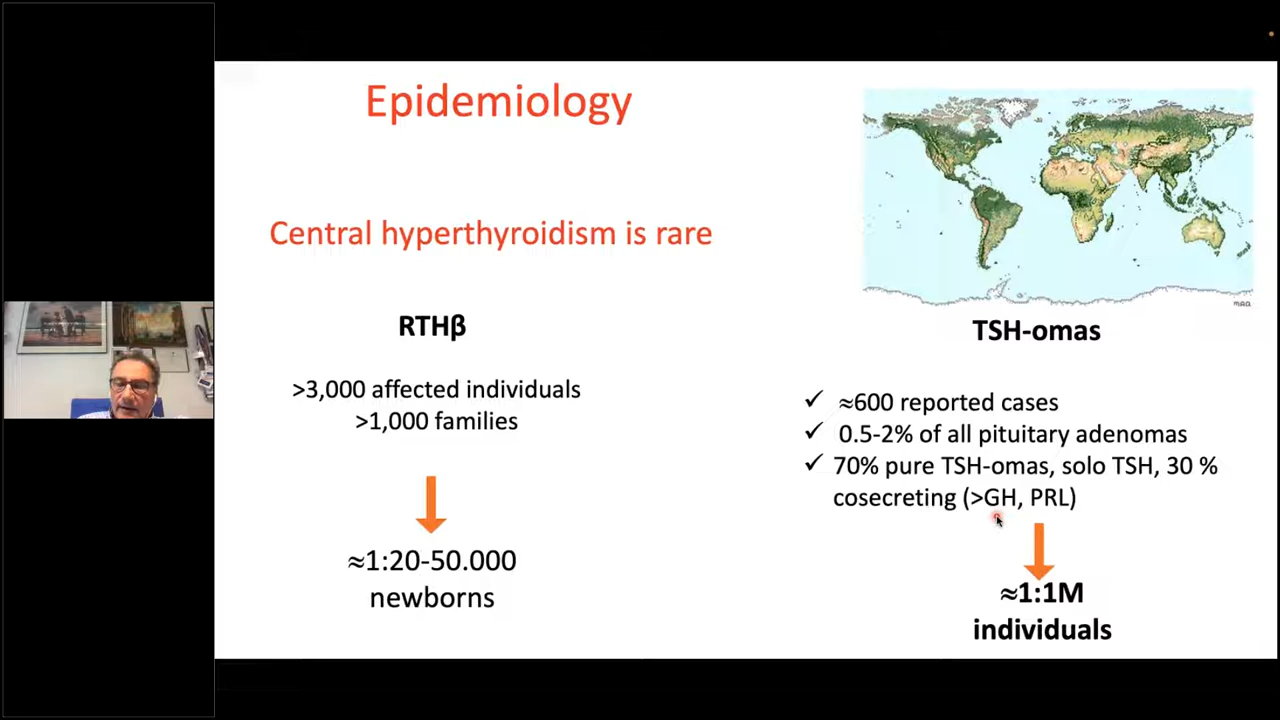 Epidemiology
Central hyperthyroidism is rare
RTHβ
>3,000 affected individuals
>1,000 families
≈1:20-50.000
newborns
TSH-omas
✓ ≈600 reported cases
✓ 0.5-2% of all pituitary adenomas
✓ 70% pure TSH-omas, solo TSH, 30 %
cosecreting (>GH, PRL)
≈1:1M
individuals